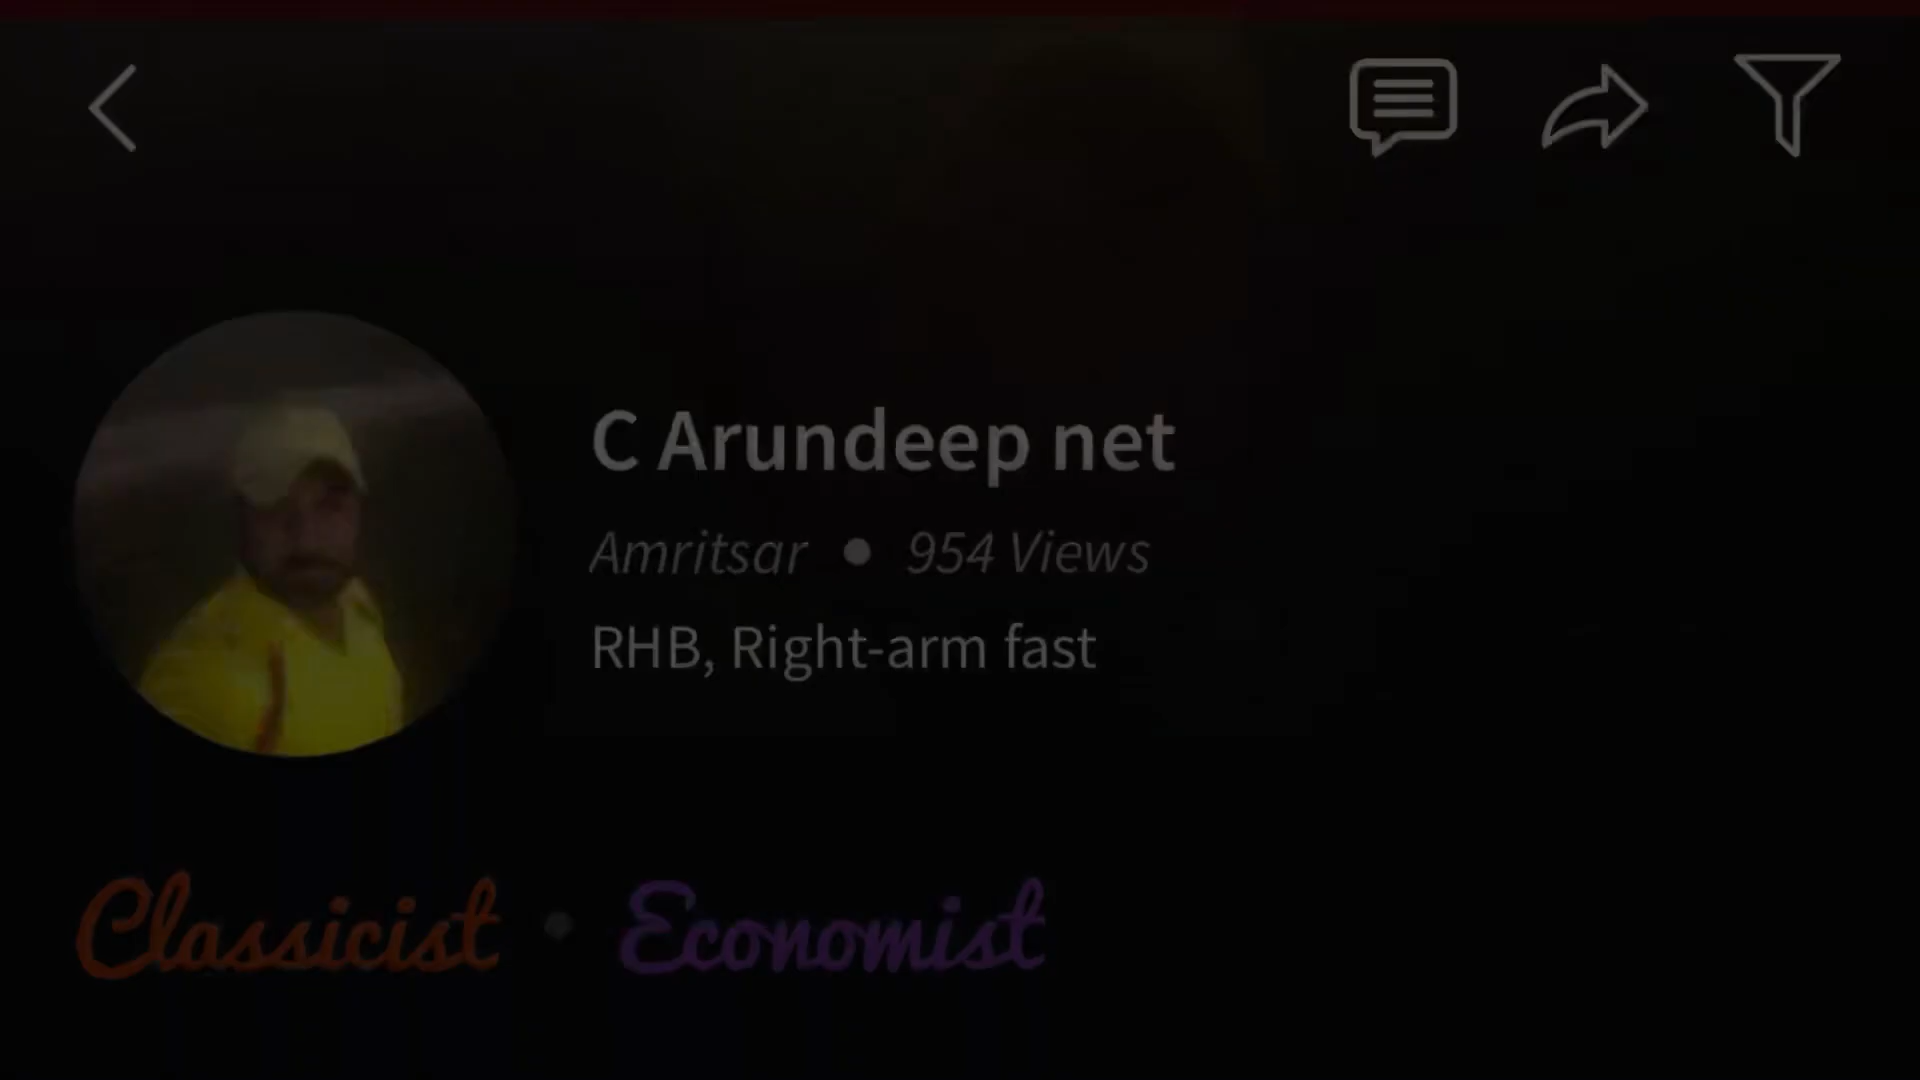 C Arundeep net
Amritsar • 954 Views
RHB, Right-arm fast
Classicist • Economist